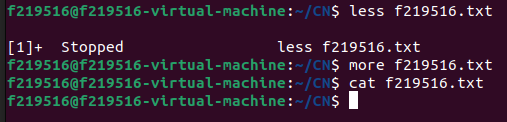 f219516@f219516-virtual-machine:~/CN$ less f219516.txt
[1]+  Stopped                 less f219516.txt
f219516@f219516-virtual-machine:~/CN$ more f219516.txt
f219516@f219516-virtual-machine:~/CN$ cat f219516.txt
f219516@f219516-virtual-machine:~/CN$